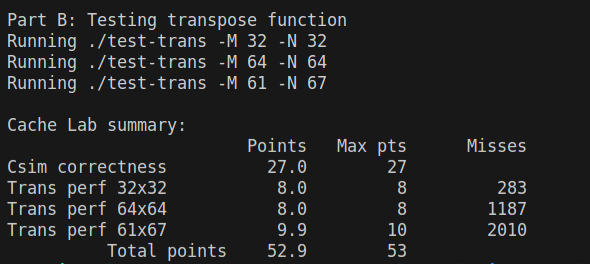 Part B: Testing transpose function
Running ./test-trans -M 32 -N 32
Running ./test-trans -M 64 -N 64
Running ./test-trans -M 61 -N 67

Cache Lab summary:
                        Points   Max pts      Misses
Csim correctness          27.0        27
Trans perf 32x32           8.0         8         283
Trans perf 64x64           8.0         8        1187
Trans perf 61x67           9.9        10        2010
          Total points    52.9        53